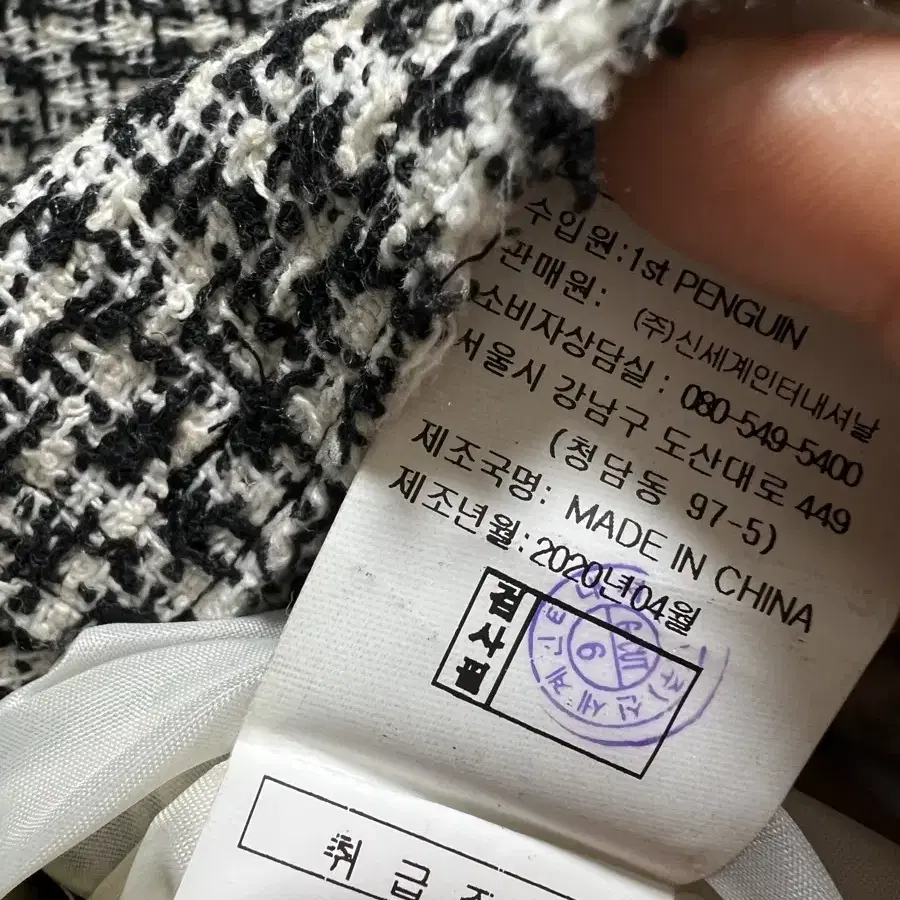 수입원:1st PENGUIN
판매원: (주)신세계인터내셔날
소비자상담실 : 080-549-5400
서울시 강남구 도산대로 449
(청담동 97-5)
제조국명: MADE IN CHINA
제조년월:2020년04월
검사필
6
취급